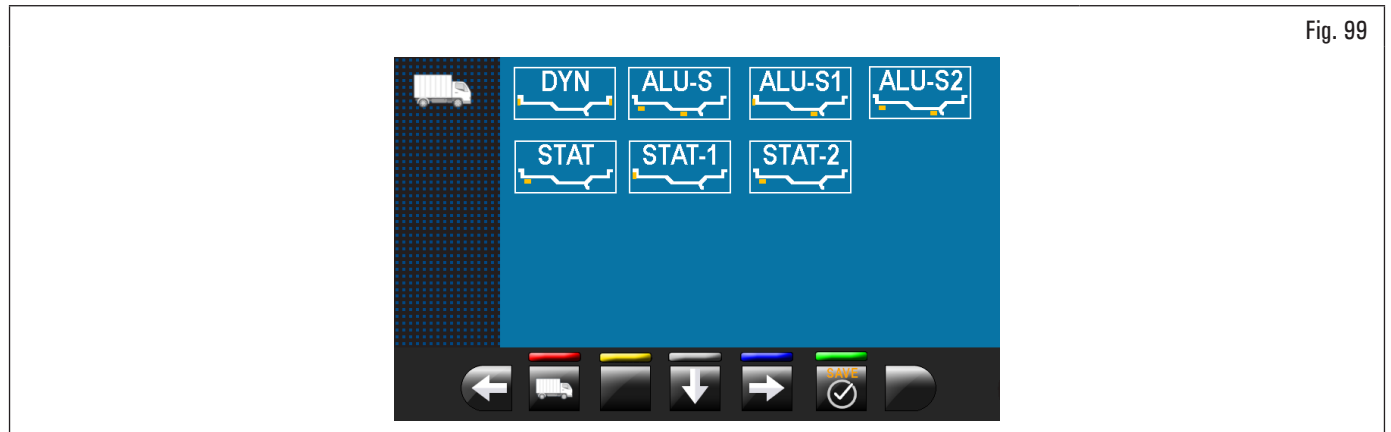 Fig. 99
DYN ALU-S ALU-S1 ALU-S2
STAT STAT-1 STAT-2
SAVE